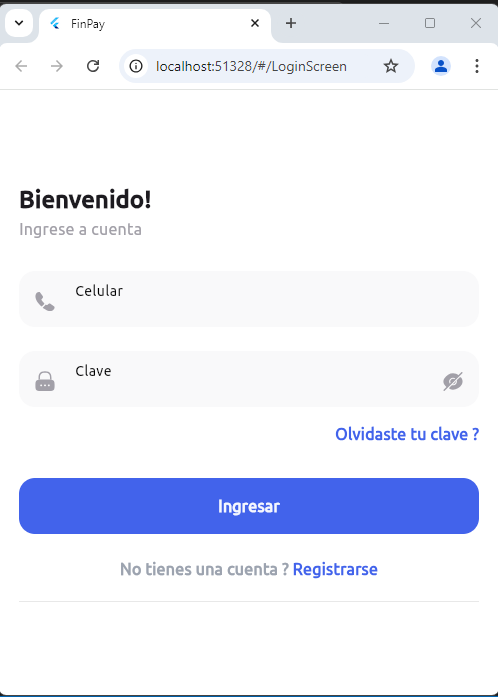 FinPay
localhost:51328/#/LoginScreen
Bienvenido!
Ingrese a cuenta
Celular
Clave
Olvidaste tu clave ?
Ingresar
No tienes una cuenta ? Registrarse